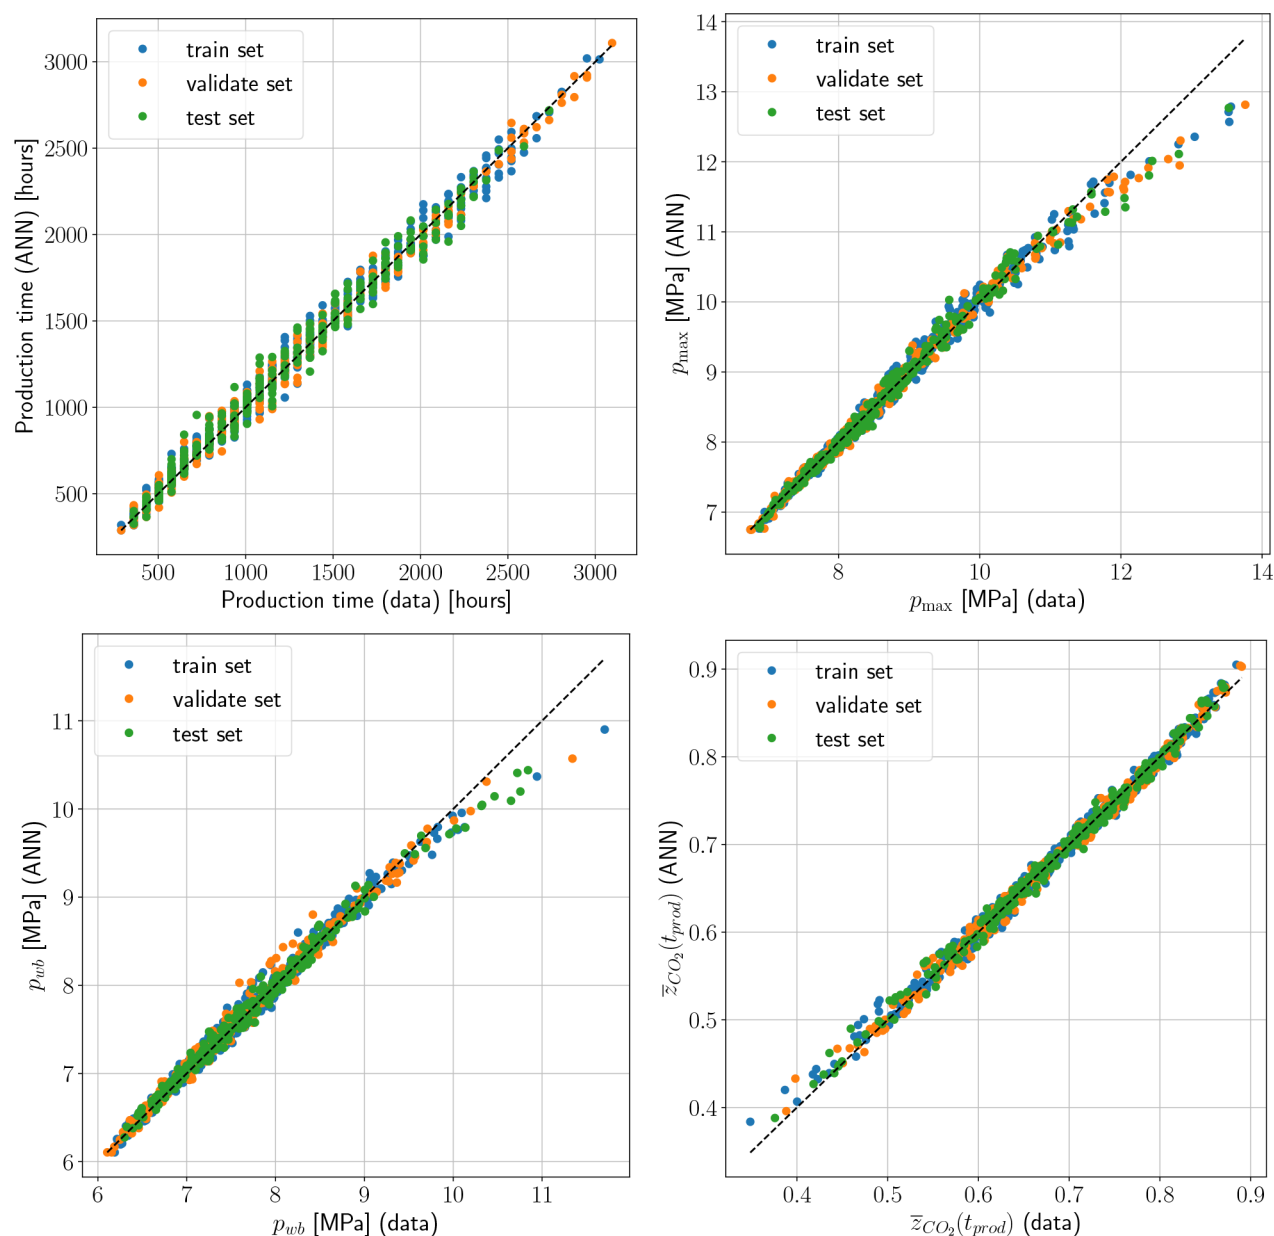 train set
validate set
test set
3000
2500
2000
1500
1000
500
Production time (ANN) [hours]
500 1000 1500 2000 2500 3000
Production time (data) [hours]
train set
validate set
test set
14
13
12
11
10
9
8
7
p_max [MPa] (ANN)
8 10 12 14
p_max [MPa] (data)
train set
validate set
test set
11
10
9
8
7
6
p_wb [MPa] (ANN)
6 7 8 9 10 11
p_wb [MPa] (data)
train set
validate set
test set
0.9
0.8
0.7
0.6
0.5
0.4
z̅_CO₂(t_prod) (ANN)
0.4 0.5 0.6 0.7 0.8 0.9
z̅_CO₂(t_prod) (data)